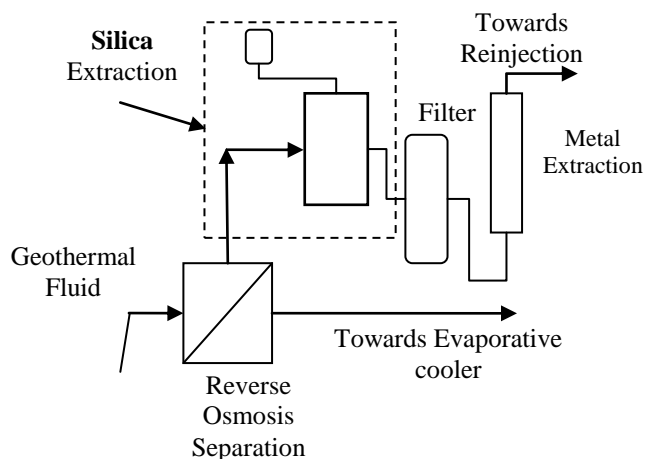 Silica
Extraction
Towards
Reinjection
Filter
Metal
Extraction
Geothermal
Fluid
Towards Evaporative
cooler
Reverse
Osmosis
Separation